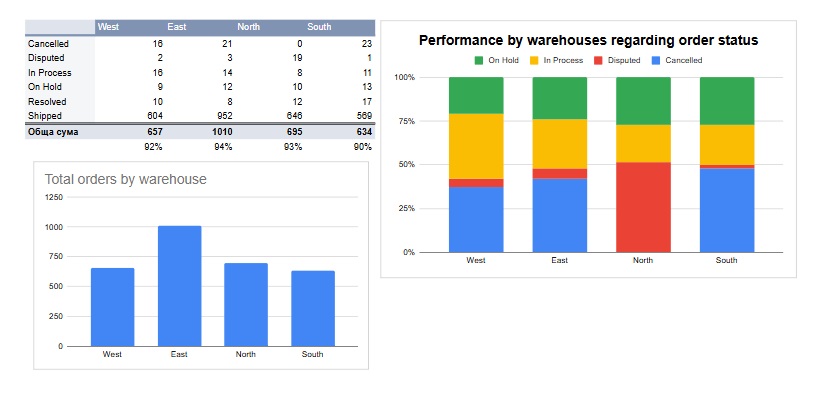 West East North South
Cancelled 16 21 0 23
Disputed 2 3 19 1
In Process 16 14 8 11
On Hold 9 12 10 13
Resolved 10 8 12 17
Shipped 604 952 646 569
Обща сума 657 1010 695 634
92% 94% 93% 90%
Total orders by warehouse
1250
1000
750
500
250
0
West East North South
Performance by warehouses regarding order status
On Hold In Process Disputed Cancelled
100%
75%
50%
25%
0%
West East North South